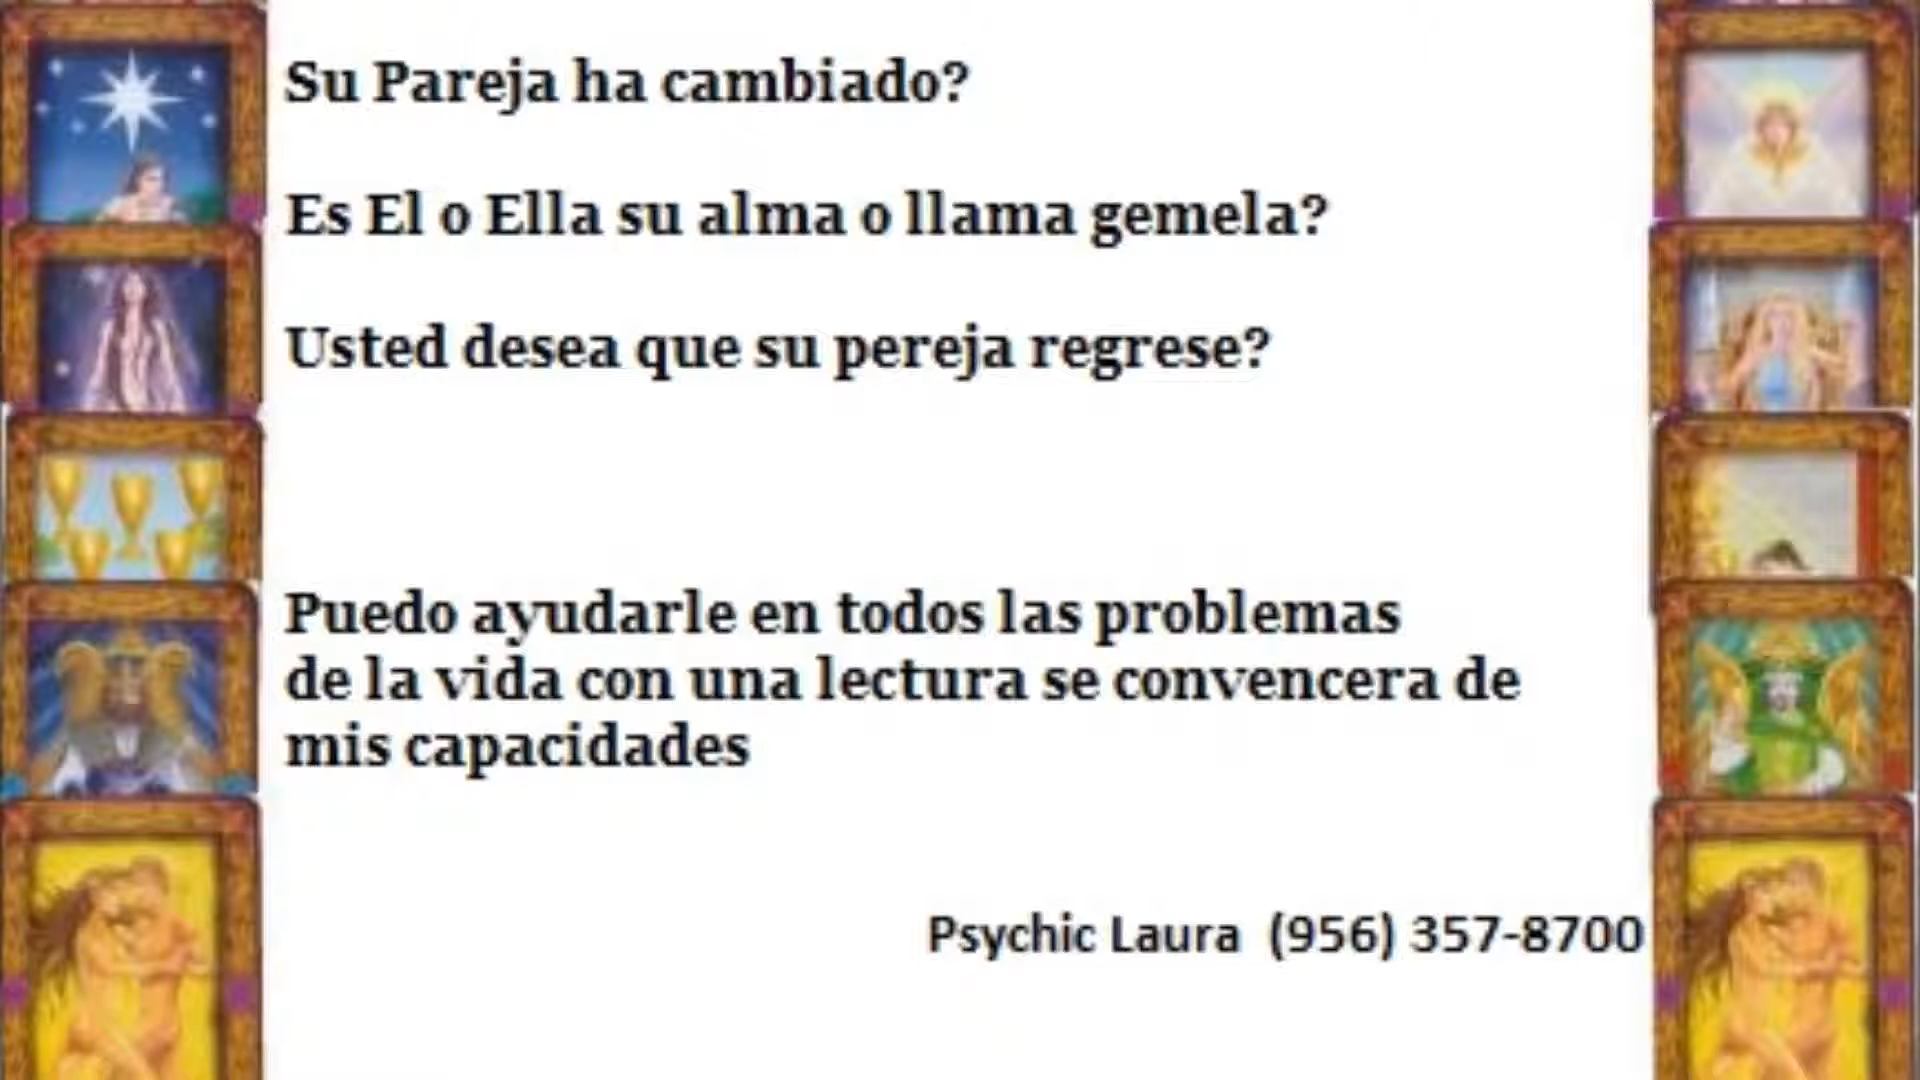 Su Pareja ha cambiado?
Es El o Ella su alma o llama gemela?
Usted desea que su pereja regrese?
Puedo ayudarle en todos las problemas
de la vida con una lectura se convencera de
mis capacidades
Psychic Laura (956) 357-8700